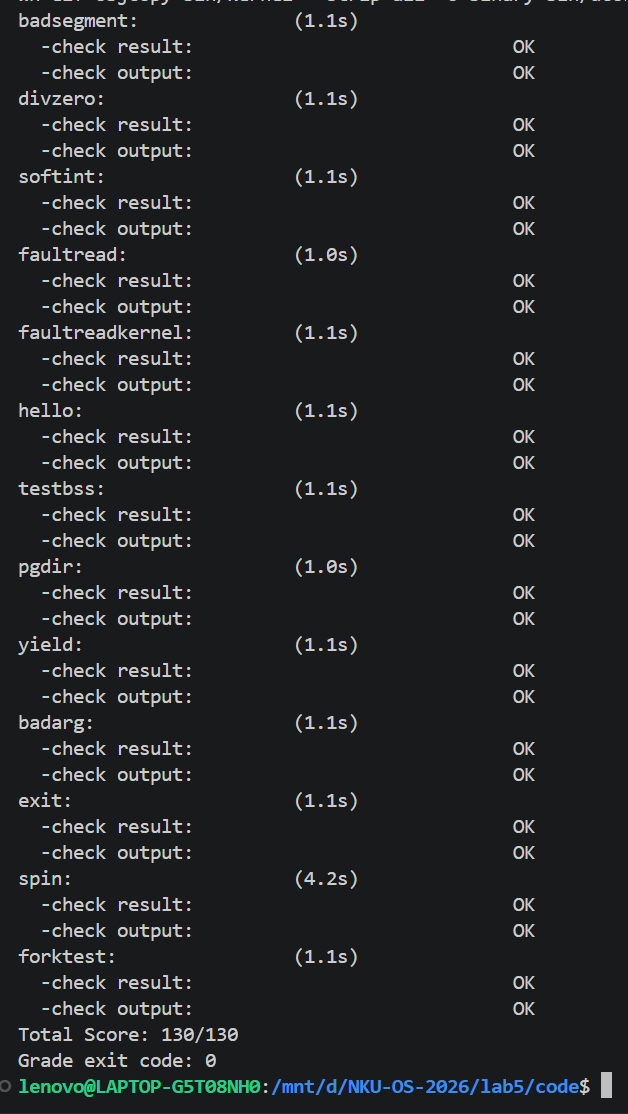 badsegment: (1.1s)
-check result: OK
-check output: OK
divzero: (1.1s)
-check result: OK
-check output: OK
softint: (1.1s)
-check result: OK
-check output: OK
faultread: (1.0s)
-check result: OK
-check output: OK
faultreadkernel: (1.1s)
-check result: OK
-check output: OK
hello: (1.1s)
-check result: OK
-check output: OK
testbss: (1.1s)
-check result: OK
-check output: OK
pgdir: (1.0s)
-check result: OK
-check output: OK
yield: (1.1s)
-check result: OK
-check output: OK
badarg: (1.1s)
-check result: OK
-check output: OK
exit: (1.1s)
-check result: OK
-check output: OK
spin: (4.2s)
-check result: OK
-check output: OK
forktest: (1.1s)
-check result: OK
-check output: OK
Total Score: 130/130
Grade exit code: 0
lenovo@LAPTOP-G5T08NH0:/mnt/d/NKU-OS-2026/lab5/code$